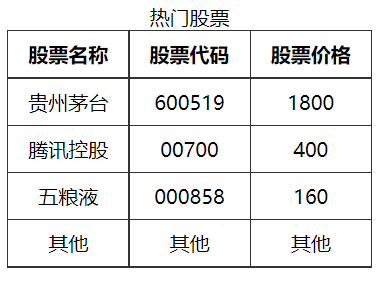 热门股票
股票名称 股票代码 股票价格
贵州茅台 600519 1800
腾讯控股 00700 400
五粮液 000858 160
其他 其他 其他